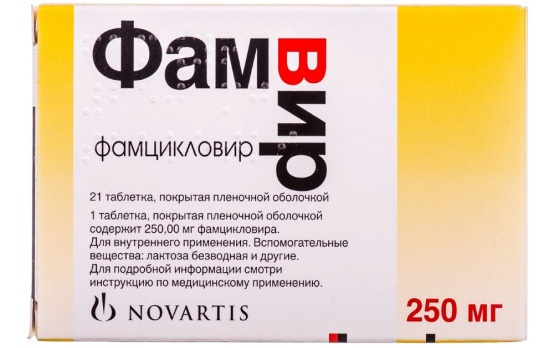 Фамвир
фамцикловир
21 таблетка, покрытая пленочной оболочкой
1 таблетка, покрытая пленочной оболочкой
содержит 250,00 мг фамцикловира.
Для внутреннего применения. Вспомогательные
вещества: лактоза безводная и другие.
Для подробной информации смотри
инструкцию по медицинскому применению.
NOVARTIS
250 мг